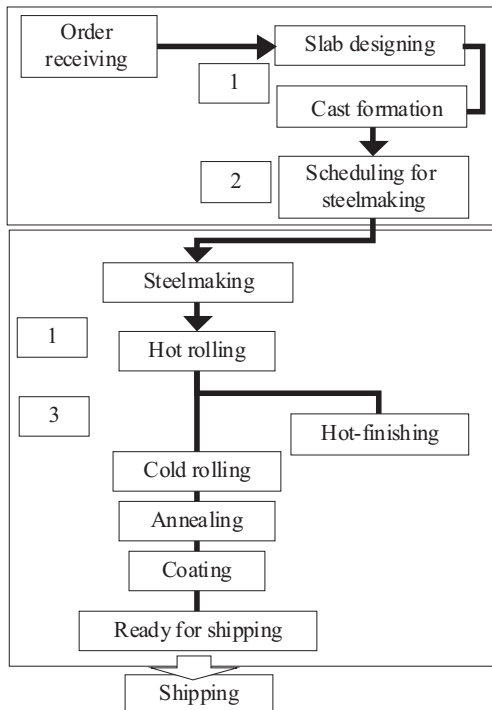 Order
receiving
Slab designing
1
Cast formation
2
Scheduling for
steelmaking
Steelmaking
1
Hot rolling
3
Hot-finishing
Cold rolling
Annealing
Coating
Ready for shipping
Shipping